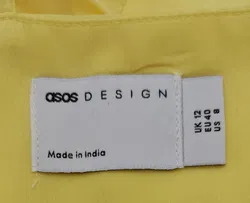 asos DESIGN
Made in India
UK 12
EU 40
US 8